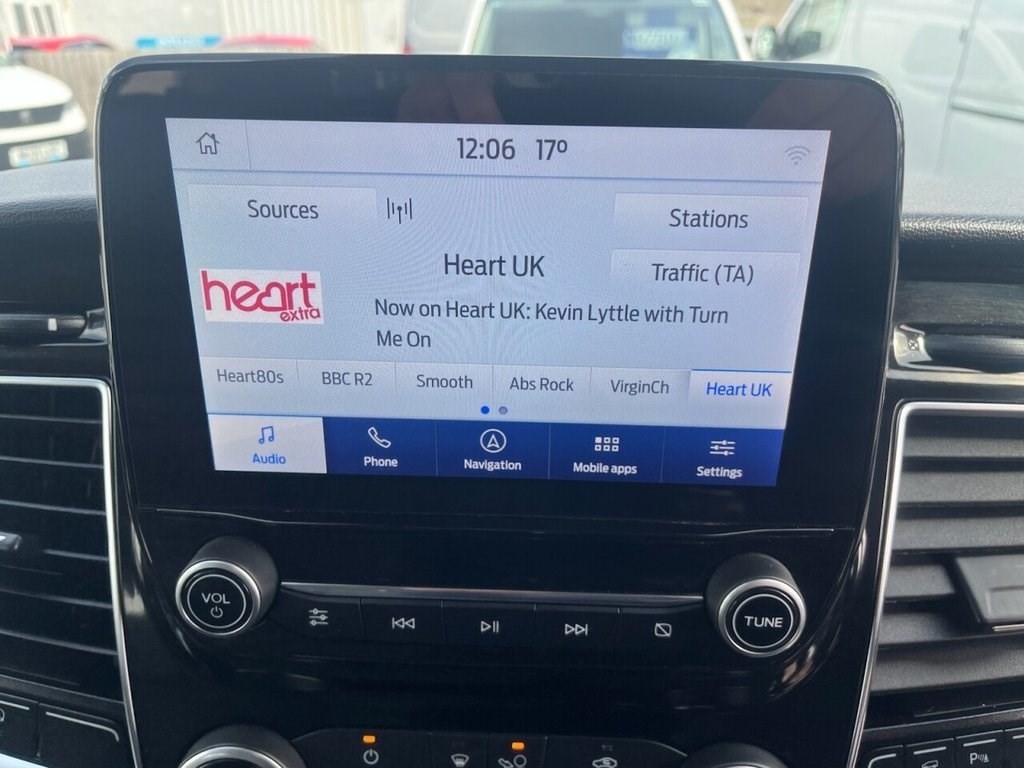 12:06 17°
Sources
Stations
Heart UK
Traffic (TA)
heart
extra
Now on Heart UK: Kevin Lyttle with Turn
Me On
Heart80s BBC R2 Smooth Abs Rock VirginCh Heart UK
Audio Phone Navigation Mobile apps Settings
VOL
TUNE